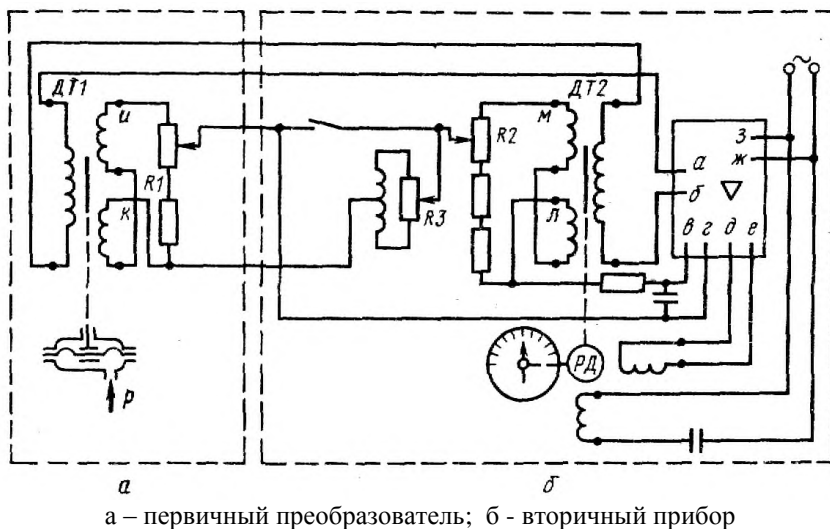 ~
ДТ1
и
R1
к
R3
R2
ДТ2
м
л
а
б
з
ж
▽
в г д е
РД
Р
а
б
а – первичный преобразователь;  б - вторичный прибор